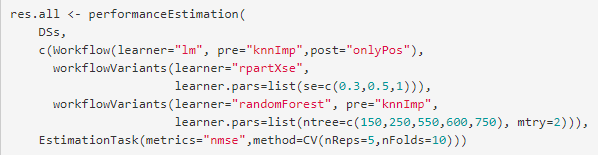 res.all <- performanceEstimation(
DSs,
c(Workflow(learner="lm", pre="knnImp",post="onlyPos"),
workflowVariants(learner="rpartXse",
learner.pars=list(se=c(0.3,0.5,1))),
workflowVariants(learner="randomForest", pre="knnImp",
learner.pars=list(ntree=c(150,250,550,600,750), mtry=2))),
EstimationTask(metrics="nmse",method=CV(nReps=5,nFolds=10)))